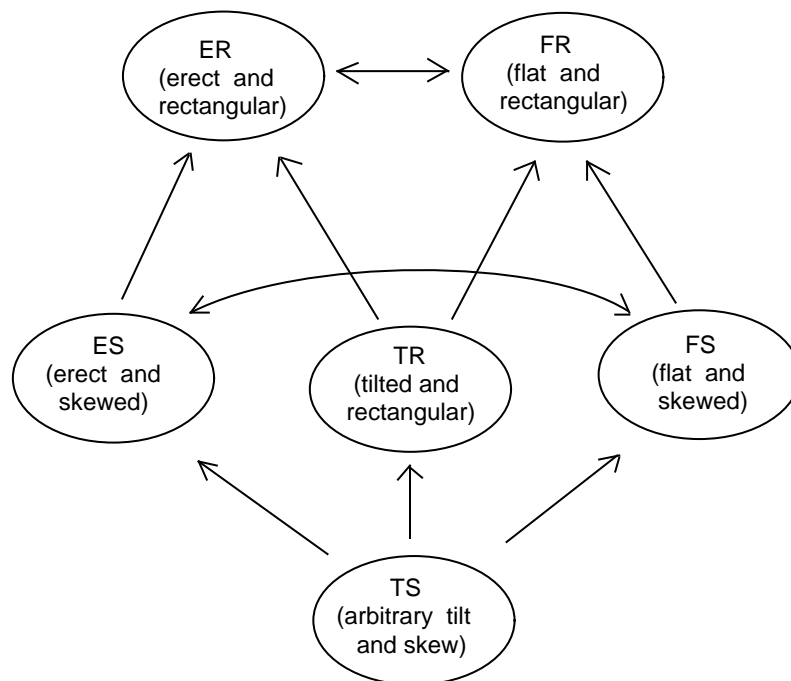 ER
(erect and
rectangular)
FR
(flat and
rectangular)
ES
(erect and
skewed)
TR
(tilted and
rectangular)
FS
(flat and
skewed)
TS
(arbitrary tilt
and skew)